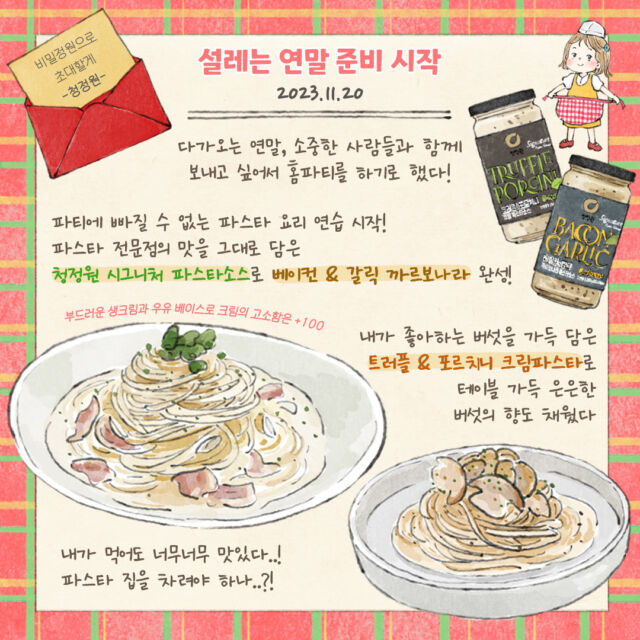 비밀정원으로
초대할게
-청정원-
설레는 연말 준비 시작
2023.11.20
다가오는 연말, 소중한 사람들과 함께
보내고 싶어서 홈파티를 하기로 했다!
TRUFFLE
PORCINI
Signature
BACON
GARLIC
파티에 빠질 수 없는 파스타 요리 연습 시작!
파스타 전문점의 맛을 그대로 담은
청정원 시그니처 파스타소스로 베이컨 & 갈릭 까르보나라 완성!
부드러운 생크림과 우유 베이스로 크림의 고소함은 +100
내가 좋아하는 버섯을 가득 담은
트러플 & 포르치니 크림파스타로
테이블 가득 은은한
버섯의 향도 채웠다
내가 먹어도 너무너무 맛있다..!
파스타 집을 차려야 하나..?!